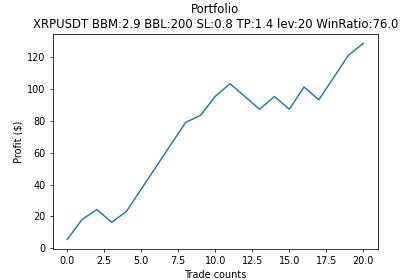 Portfolio
XRPUSDT BBM:2.9 BBL:200 SL:0.8 TP:1.4 lev:20 WinRatio:76.0
120
100
80
60
40
20
0
Profit ($)
0.0 2.5 5.0 7.5 10.0 12.5 15.0 17.5 20.0
Trade counts